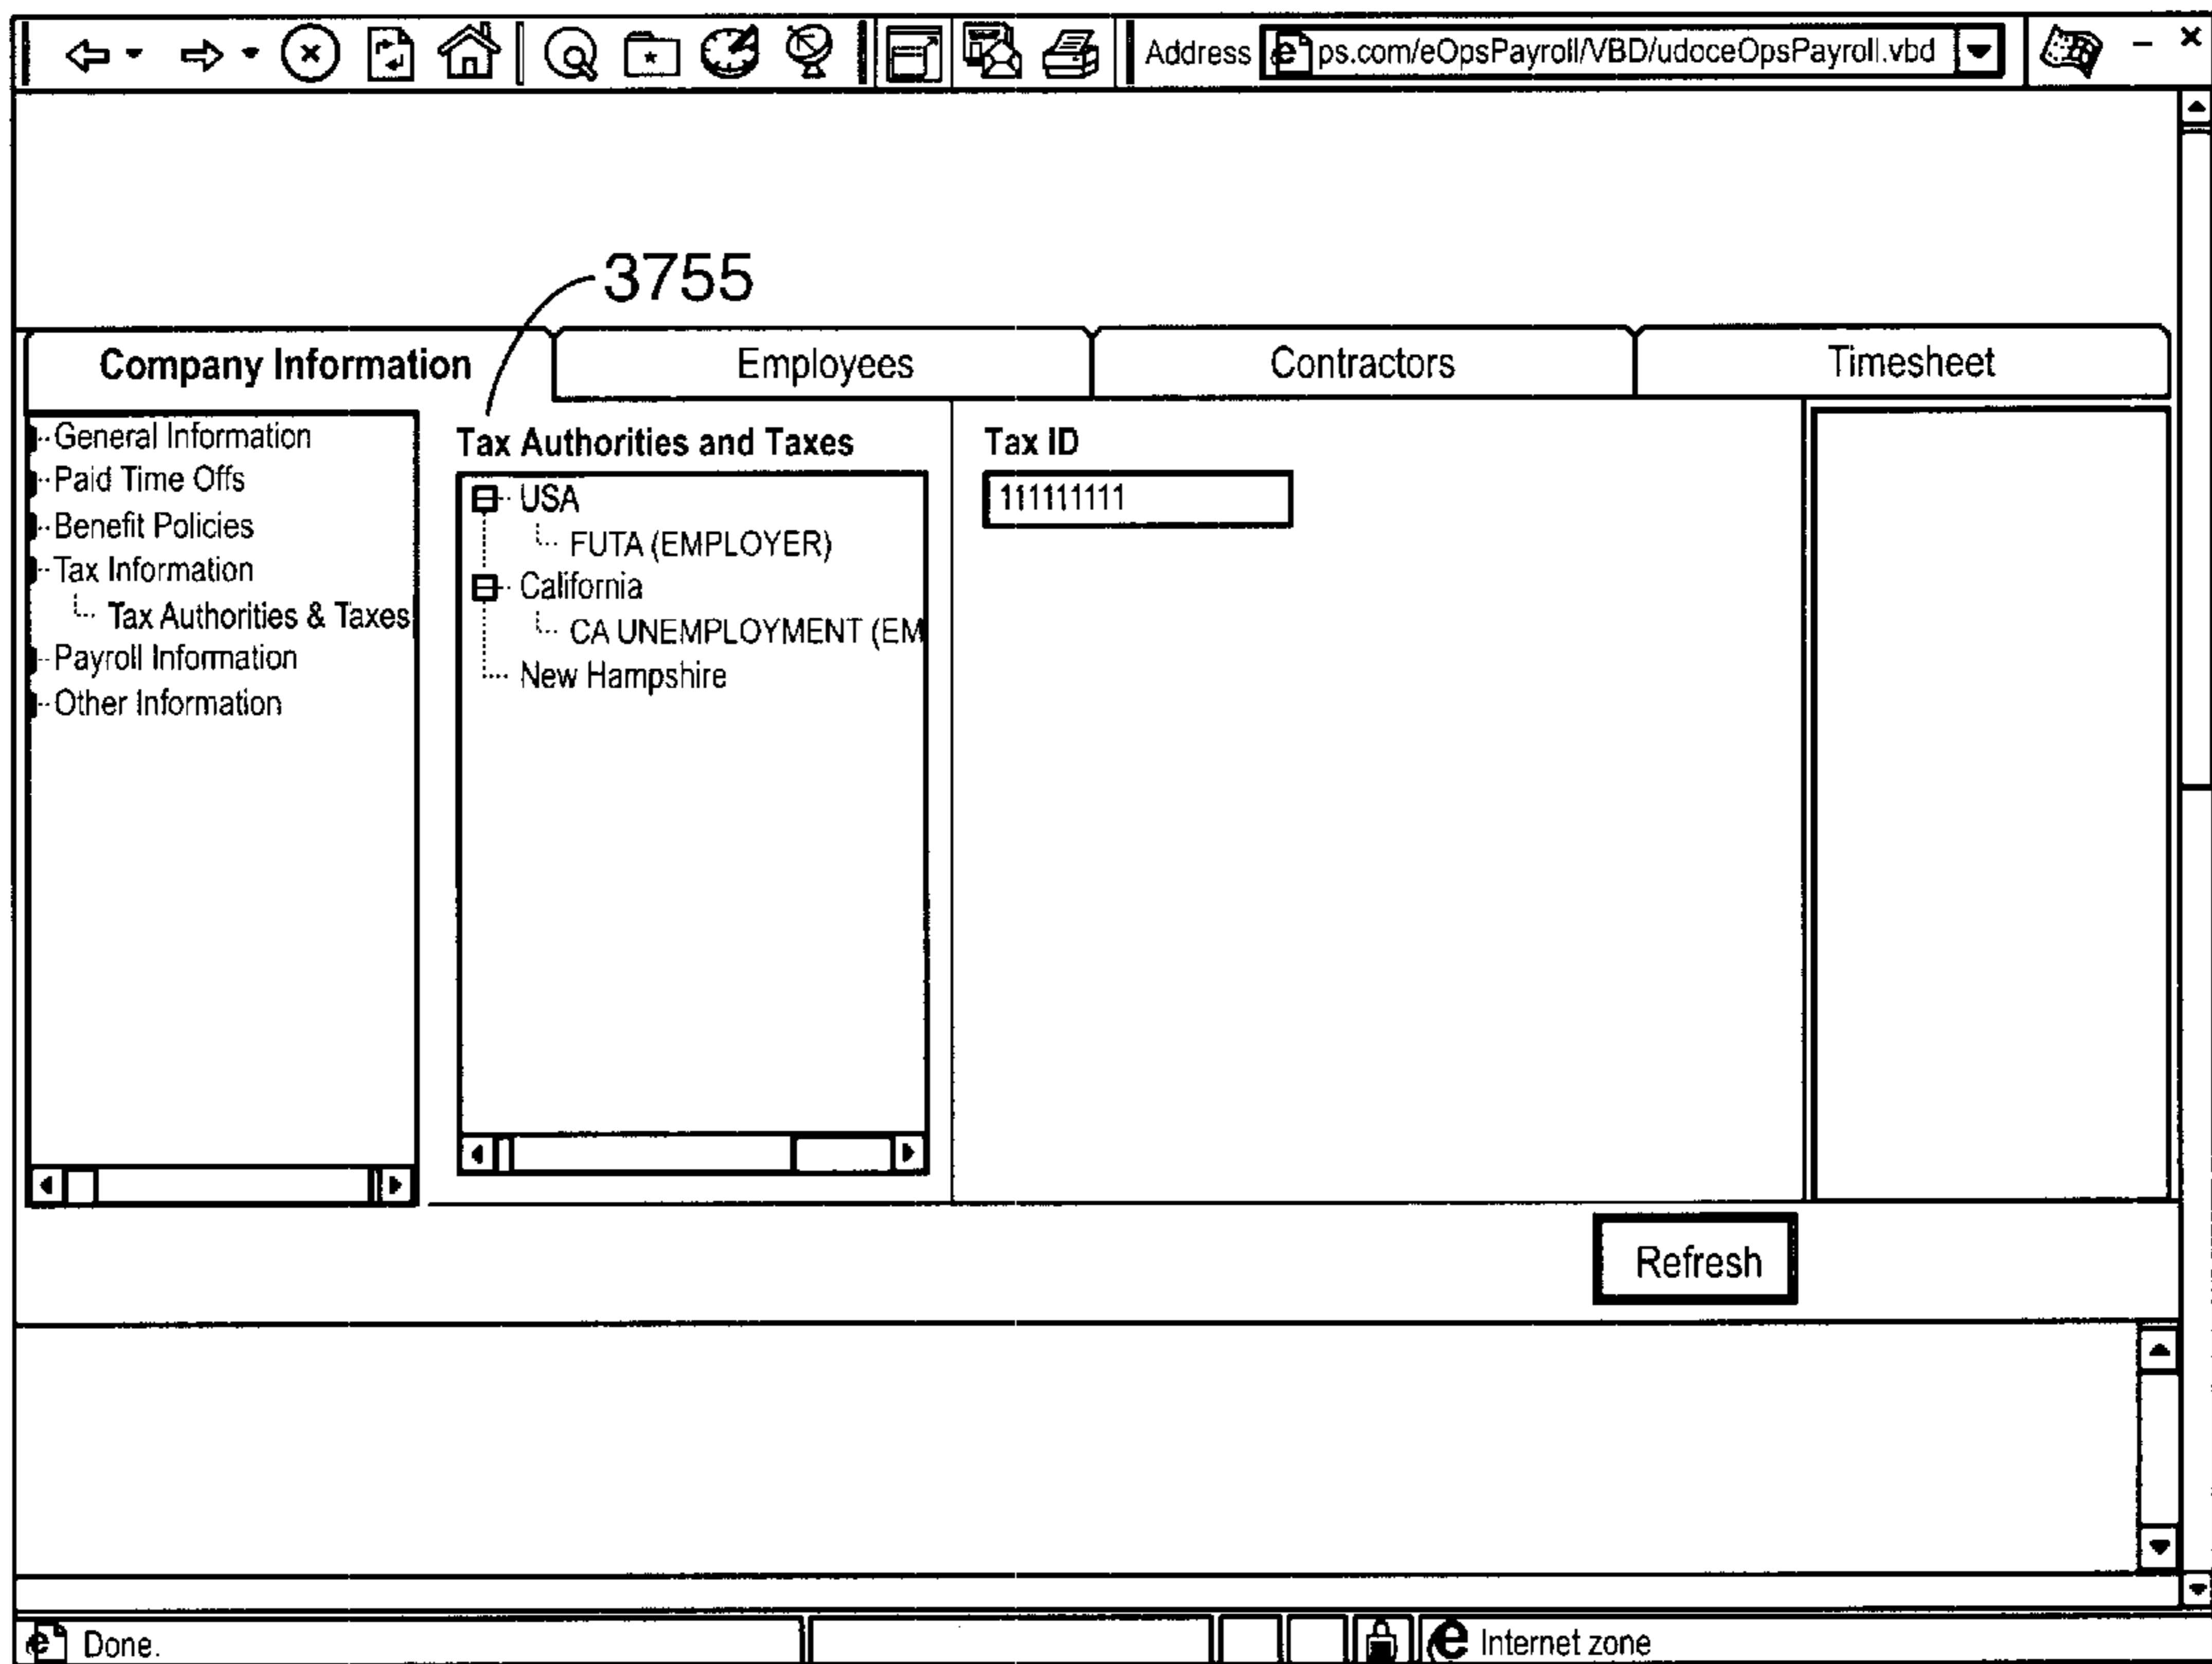 Address ps.com/eOpsPayroll/VBD/udoceOpsPayroll.vbd
3755
Company Information Employees Contractors Timesheet
General Information
Paid Time Offs
Benefit Policies
Tax Information
Tax Authorities & Taxes
Payroll Information
Other Information
Tax Authorities and Taxes
USA
FUTA (EMPLOYER)
California
CA UNEMPLOYMENT (EM
New Hampshire
Tax ID
111111111
Refresh
Done. Internet zone